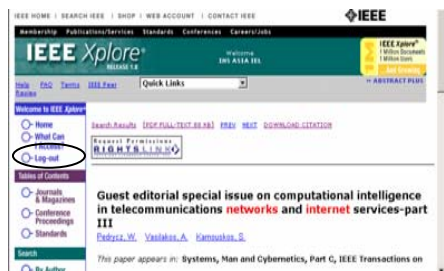 IEEE HOME | SEARCH IEEE | SHOP | WEB ACCOUNT | CONTACT IEEE
IEEE
Membership Publications/Services Standards Conferences Careers/Jobs
IEEE Xplore®
RELEASE 1.8
Welcome
IEEE Xplore®
1 Million Documents
1 Million Users
And Growing
Help FAQ Terms IEEE Peer Review
Quick Links
» ABSTRACT PLUS
Welcome to IEEE Xplore®
Home
What Can
I Access?
Log-out
Search Results [PDF FULL-TEXT 88 KB] PREV NEXT DOWNLOAD CITATION
Request Permissions
RIGHTSLINK
Tables of Contents
Journals
& Magazines
Conference
Proceedings
Standards
Search
By Author
Guest editorial special issue on computational intelligence
in telecommunications networks and internet services-part
III
Pedrycz, W. Vasilakos, A. Karnouskos, S.
This paper appears in: Systems, Man and Cybernetics, Part C, IEEE Transactions on